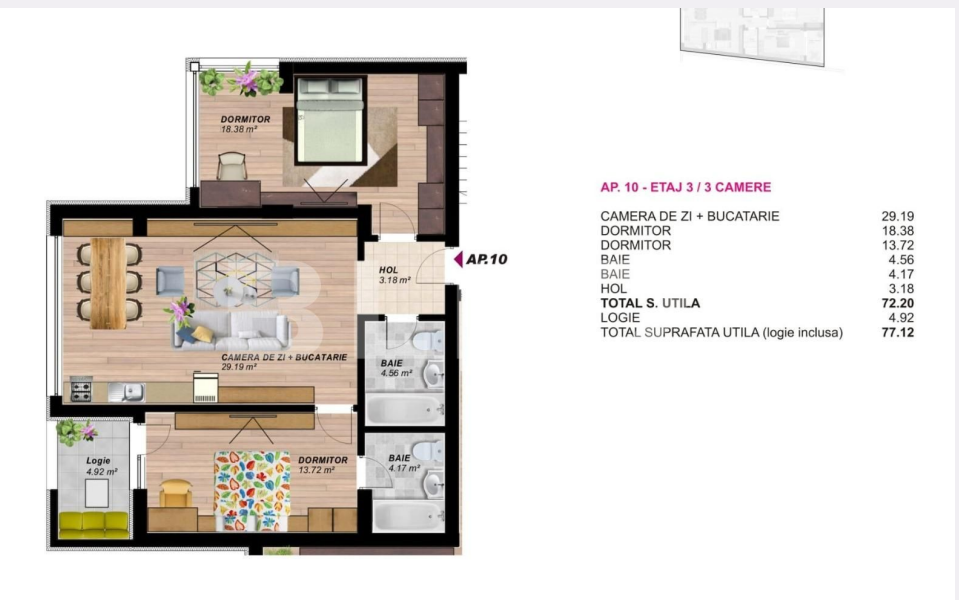 DORMITOR
18.38 m²
HOL
3.18 m²
AP.10
CAMERA DE ZI + BUCATARIE
29.19 m²
BAIE
4.56 m²
Logie
4.92 m²
DORMITOR
13.72 m²
BAIE
4.17 m²
AP. 10 - ETAJ 3 / 3 CAMERE
CAMERA DE ZI + BUCATARIE 29.19
DORMITOR 18.38
DORMITOR 13.72
BAIE 4.56
BAIE 4.17
HOL 3.18
TOTAL S. UTILA 72.20
LOGIE 4.92
TOTAL SUPRAFATA UTILA (logie inclusa) 77.12